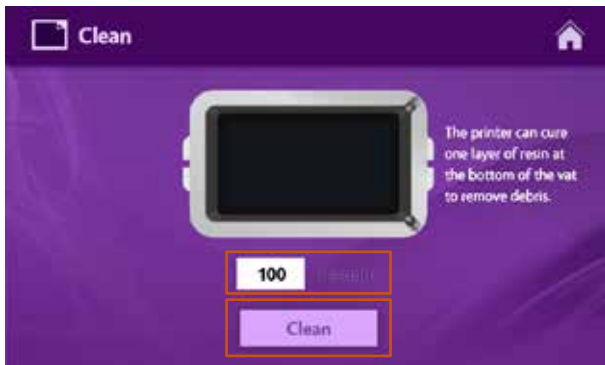 Clean
The printer can cure
one layer of resin at
the bottom of the vat
to remove debris.
100
Clean